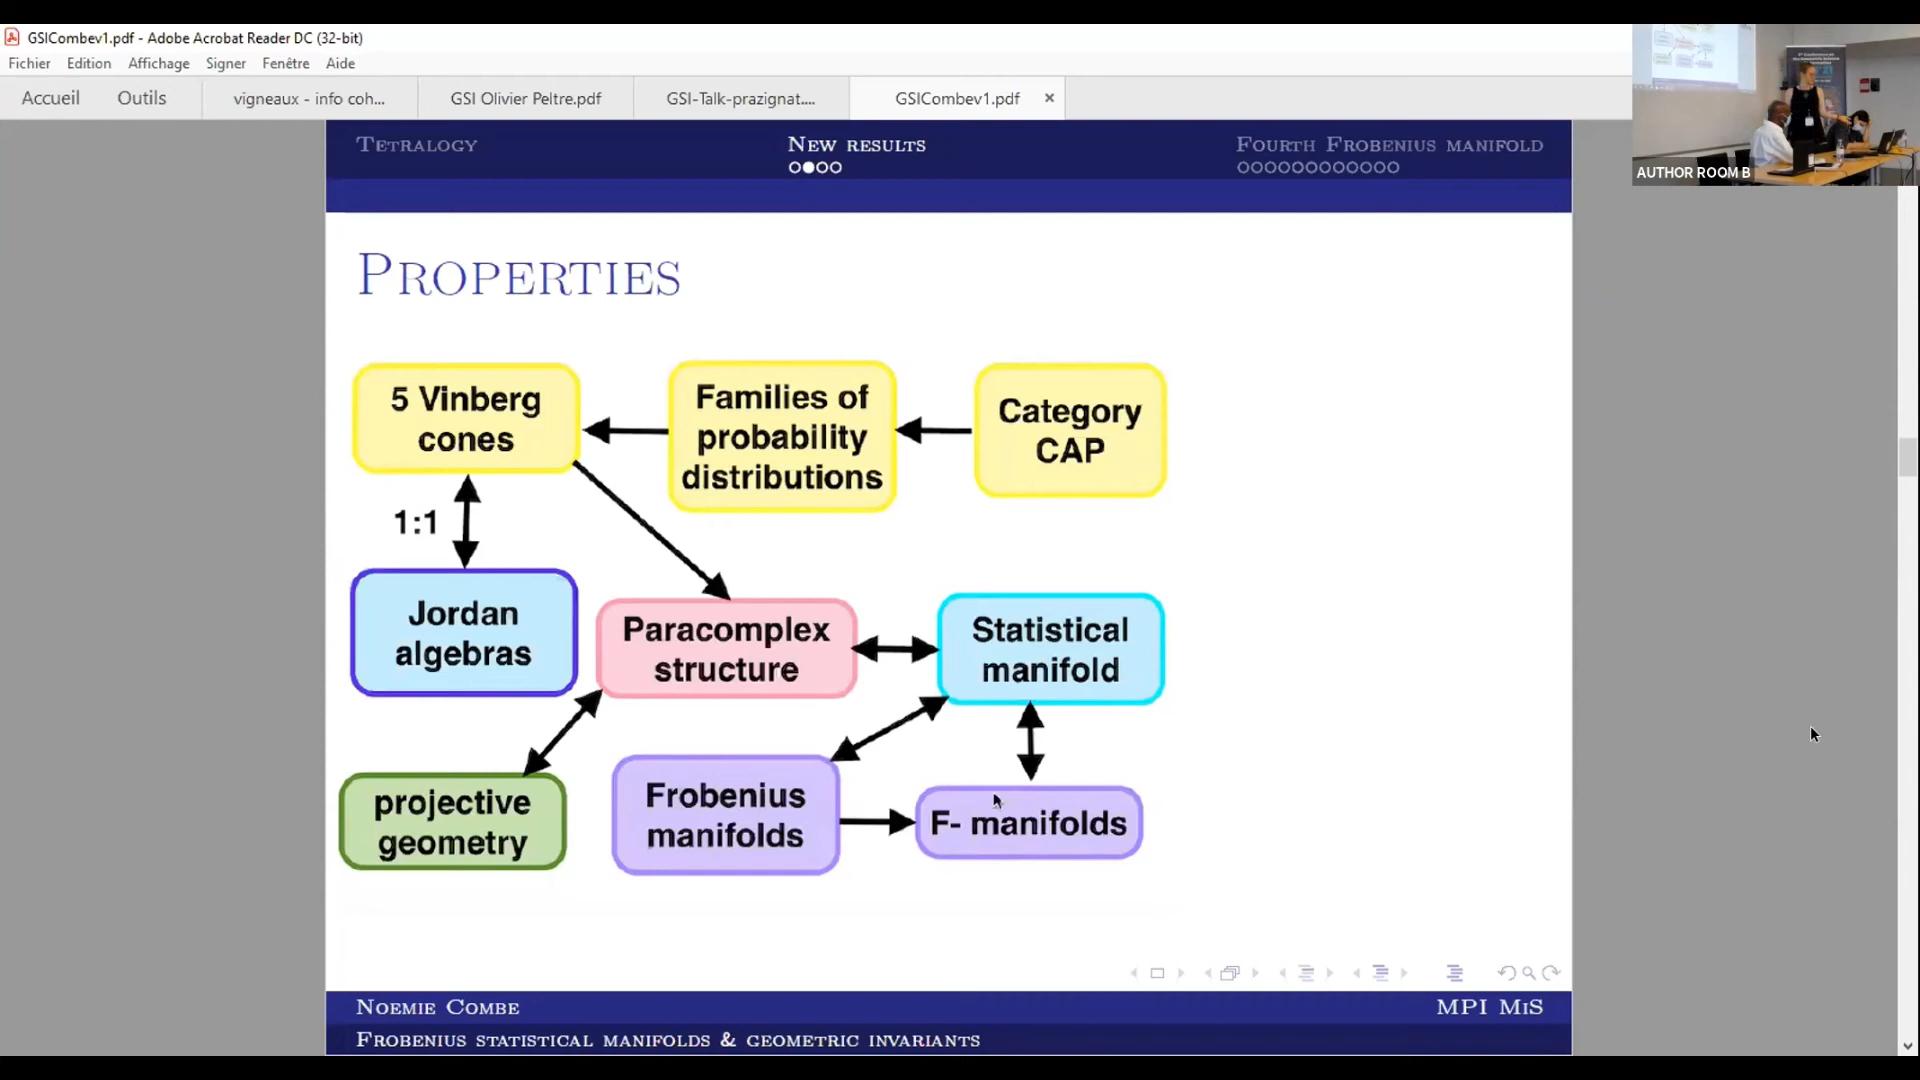 GSICombev1.pdf - Adobe Acrobat Reader DC (32-bit)
Fichier Edition Affichage Signer Fenêtre Aide
Accueil Outils vigneaux - info coh... GSI Olivier Peltre.pdf GSI-Talk-prazignat.... GSICombev1.pdf ×
AUTHOR ROOM B
TETRALOGY NEW RESULTS FOURTH FROBENIUS MANIFOLD
PROPERTIES
5 Vinberg
cones
Families of
probability
distributions
Category
CAP
1:1
Jordan
algebras
Paracomplex
structure
Statistical
manifold
projective
geometry
Frobenius
manifolds
F- manifolds
NOEMIE COMBE MPI MIS
FROBENIUS STATISTICAL MANIFOLDS & GEOMETRIC INVARIANTS